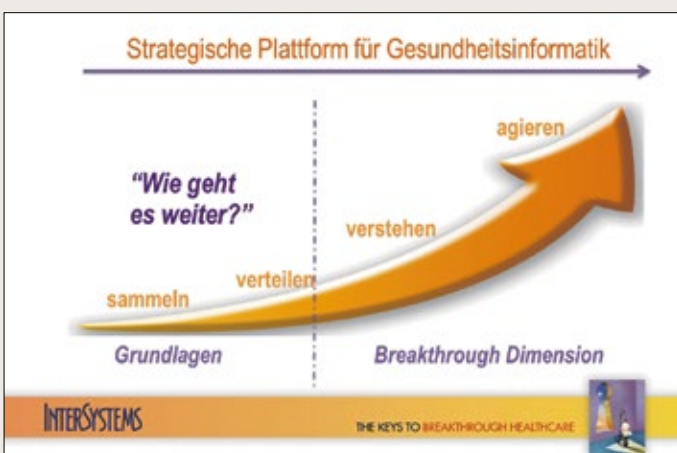 Strategische Plattform für Gesundheitsinformatik
agieren
"Wie geht
es weiter?"
verstehen
verteilen
sammeln
Grundlagen
Breakthrough Dimension
INTERSYSTEMS
THE KEYS TO BREAKTHROUGH HEALTHCARE